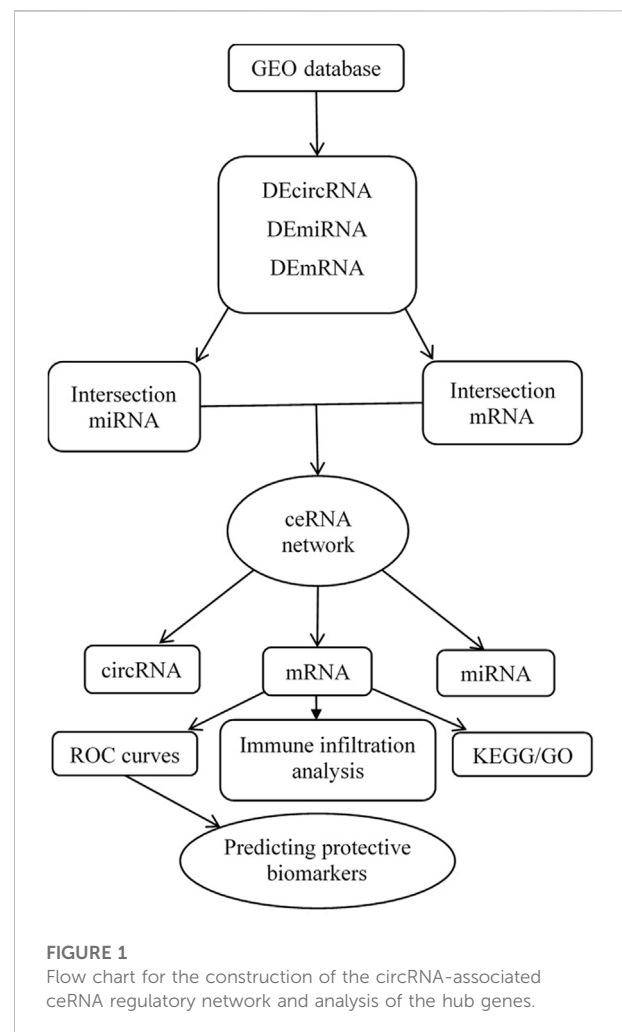 GEO database
DEcircRNA
DEmiRNA
DEmRNA
Intersection
miRNA
Intersection
mRNA
ceRNA
network
circRNA
mRNA
miRNA
ROC curves
Immune infiltration
analysis
KEGG/GO
Predicting protective
biomarkers
FIGURE 1
Flow chart for the construction of the circRNA-associated
ceRNA regulatory network and analysis of the hub genes.